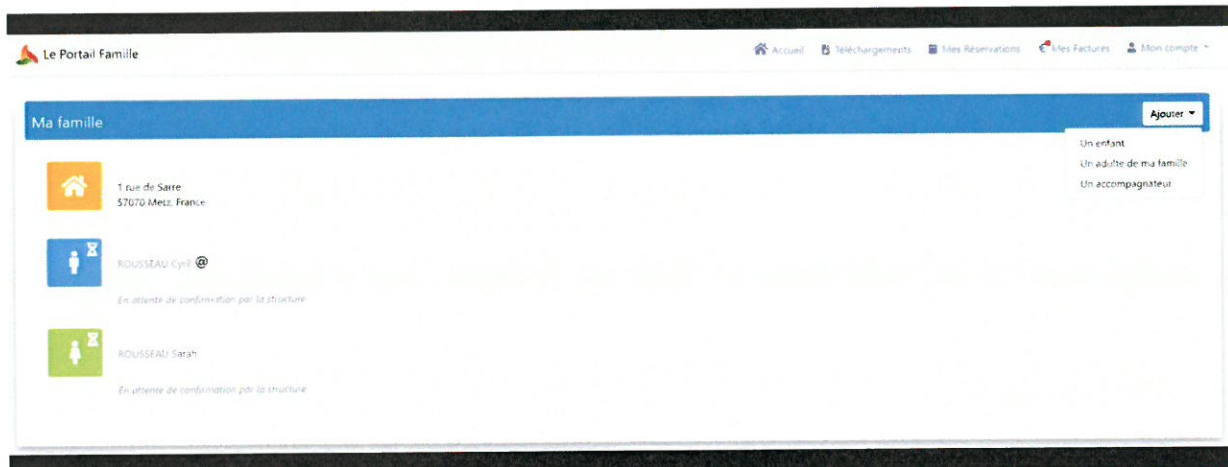 Le Portail Famille
Accueil
Téléchargements
Mes Réservations
Mes Factures
Mon compte
Ma famille
Ajouter
Un enfant
Un adulte de ma famille
Un accompagnateur
1 rue de Sarre
57070 Metz, France
ROUSSEAU Cyril @
En attente de confirmation par la structure
ROUSSEAU Sarah
En attente de confirmation par la structure